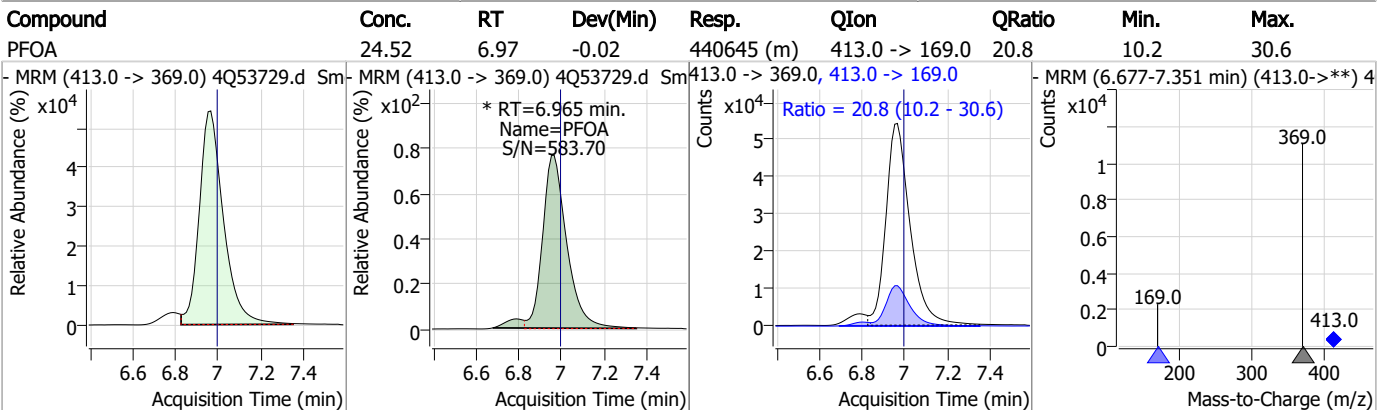 Compound Conc. RT Dev(Min) Resp. QIon QRatio Min. Max.
PFOA 24.52 6.97 -0.02 440645 (m) 413.0 -> 169.0 20.8 10.2 30.6
- MRM (413.0 -> 369.0) 4Q53729.d Sm
Relative Abundance (%)
x10⁴
4
3
2
1
0
6.6 6.8 7 7.2 7.4
Acquisition Time (min)
- MRM (413.0 -> 369.0) 4Q53729.d Sm
Relative Abundance (%)
x10²
* RT=6.965 min.
Name=PFOA
S/N=583.70
0.8
0.6
0.4
0.2
0
6.6 6.8 7 7.2 7.4
Acquisition Time (min)
413.0 -> 369.0, 413.0 -> 169.0
Counts
x10⁴
Ratio = 20.8 (10.2 - 30.6)
5
4
3
2
1
0
6.6 6.8 7 7.2 7.4
Acquisition Time (min)
- MRM (6.677-7.351 min) (413.0->**) 4
Counts
x10⁴
369.0
1
0.8
0.6
0.4
169.0
0.2
413.0
0
200 300 400
Mass-to-Charge (m/z)